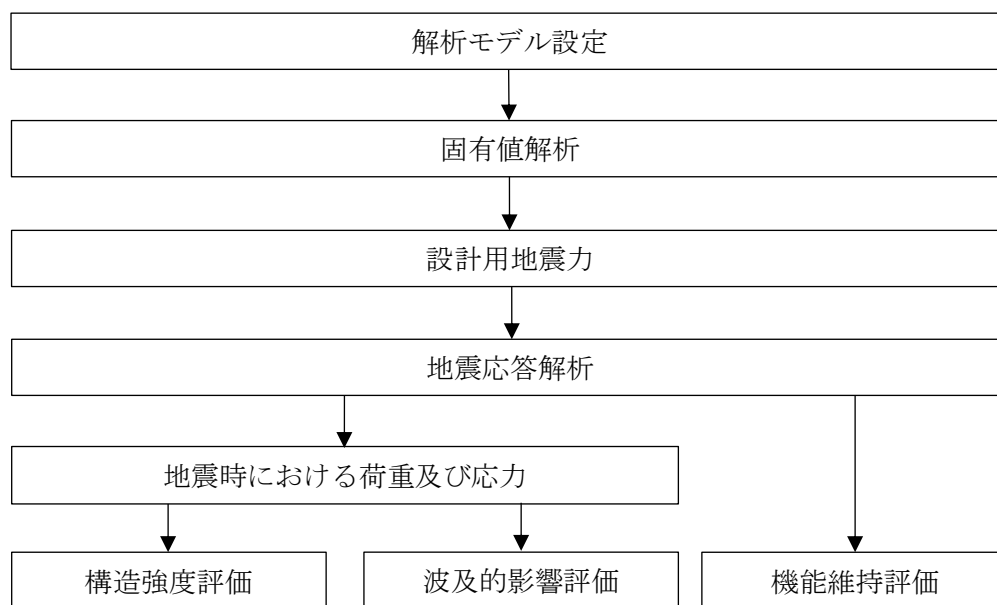 解析モデル設定
固有値解析
設計用地震力
地震応答解析
地震時における荷重及び応力
構造強度評価
波及的影響評価
機能維持評価